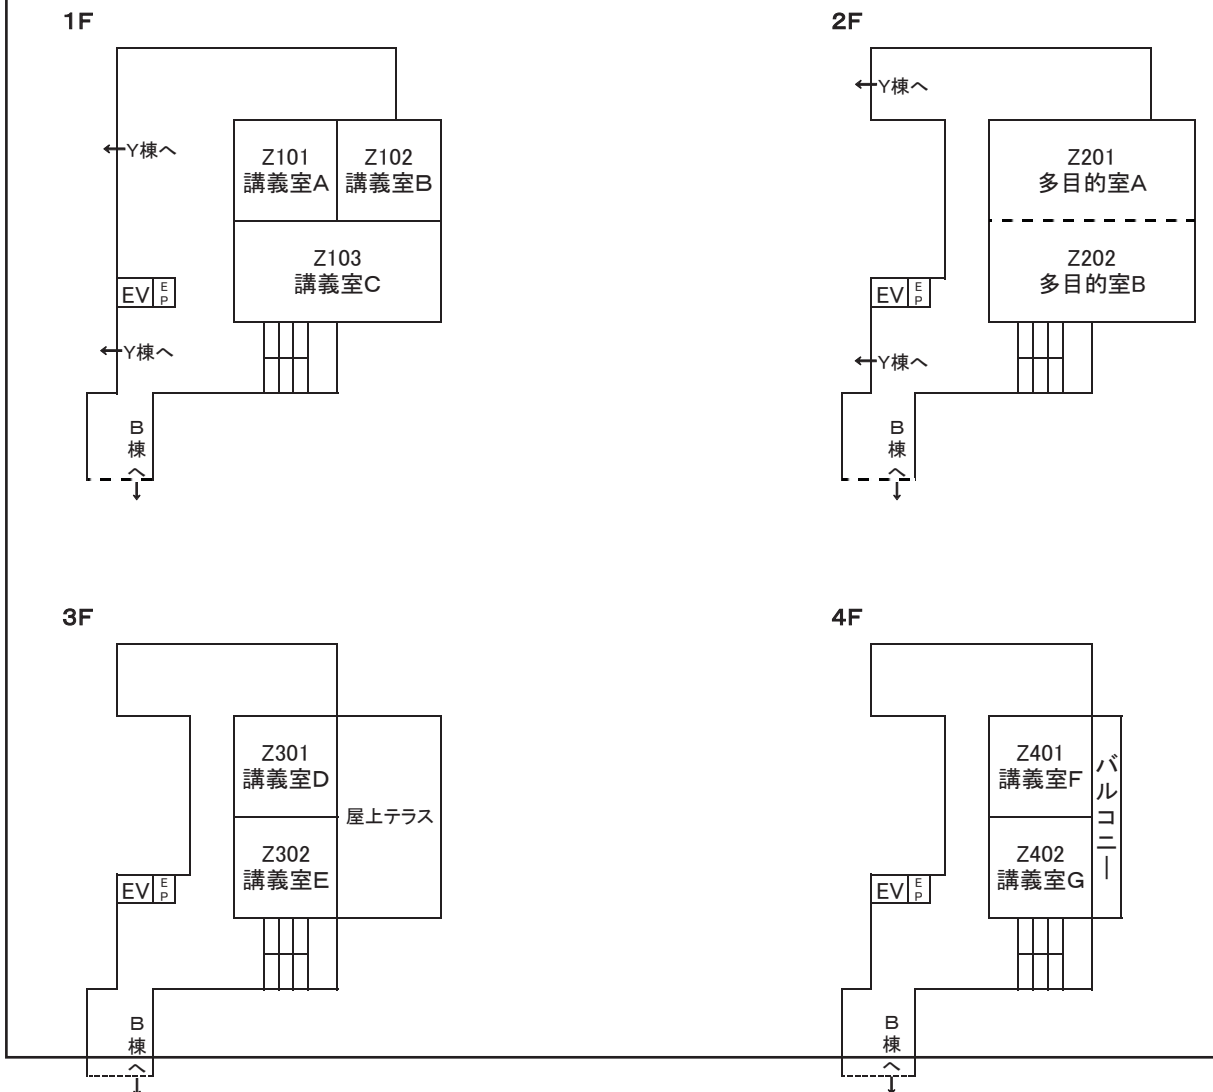 1F
←Y棟へ
Z101
講義室A
Z102
講義室B
Z103
講義室C
EV
EP
←Y棟へ
B棟へ
↓
2F
←Y棟へ
Z201
多目的室A
Z202
多目的室B
EV
EP
←Y棟へ
B棟へ
↓
3F
Z301
講義室D
屋上テラス
Z302
講義室E
EV
EP
B棟へ
↓
4F
Z401
講義室F
バルコニー
Z402
講義室G
EV
EP
B棟へ
↓